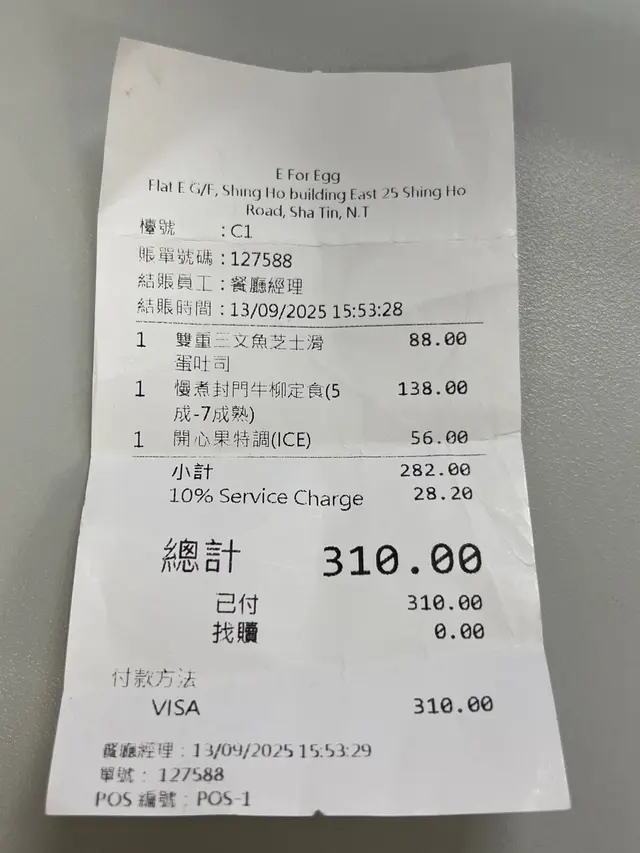 E For Egg
Flat E G/F, Shing Ho building East 25 Shing Ho
Road, Sha Tin, N.T
檯號 : C1
賬單號碼 : 127588
結賬員工 : 餐廳經理
結賬時間 : 13/09/2025 15:53:28
1 雙重三文魚芝士滑 88.00
蛋吐司
1 慢煮封門牛柳定食(5 138.00
成-7成熟)
1 開心果特調(ICE) 56.00
小計 282.00
10% Service Charge 28.20
總計 310.00
已付 310.00
找贖 0.00
付款方法
VISA 310.00
餐廳經理 : 13/09/2025 15:53:29
單號 : 127588
POS 編號 : POS-1